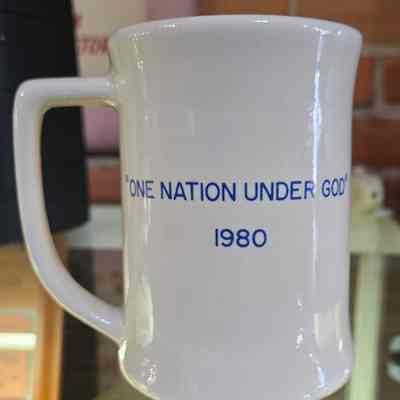 "ONE NATION UNDER GOD"
1980